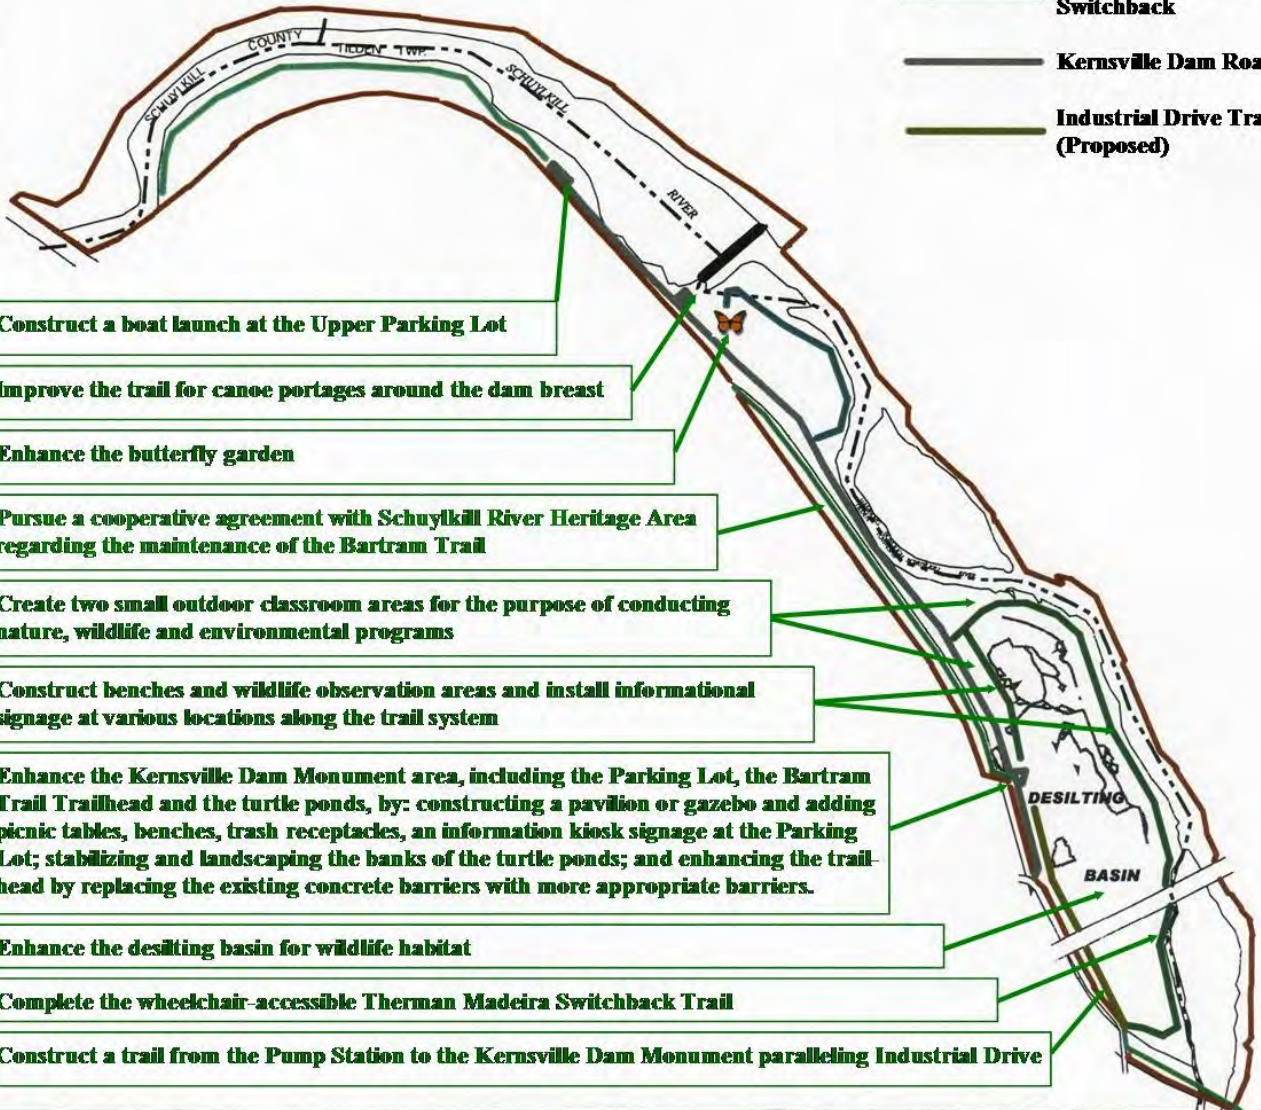 Switchback
Kernsville Dam Roa
Industrial Drive Tra
(Proposed)
SCHUYLKILL
COUNTY
TILDEN TWP.
SCHUYLKILL
RIVER
Construct a boat launch at the Upper Parking Lot
Improve the trail for canoe portages around the dam breast
Enhance the butterfly garden
Pursue a cooperative agreement with Schuylkill River Heritage Area
regarding the maintenance of the Bartram Trail
Create two small outdoor classroom areas for the purpose of conducting
nature, wildlife and environmental programs
Construct benches and wildlife observation areas and install informational
signage at various locations along the trail system
Enhance the Kernsville Dam Monument area, including the Parking Lot, the Bartram
Trail Trailhead and the turtle ponds, by: constructing a pavilion or gazebo and adding
picnic tables, benches, trash receptacles, an information kiosk signage at the Parking
Lot; stabilizing and landscaping the banks of the turtle ponds; and enhancing the trail-
head by replacing the existing concrete barriers with more appropriate barriers.
DESILTING
BASIN
Enhance the desilting basin for wildlife habitat
Complete the wheelchair-accessible Therman Madeira Switchback Trail
Construct a trail from the Pump Station to the Kernsville Dam Monument paralleling Industrial Drive